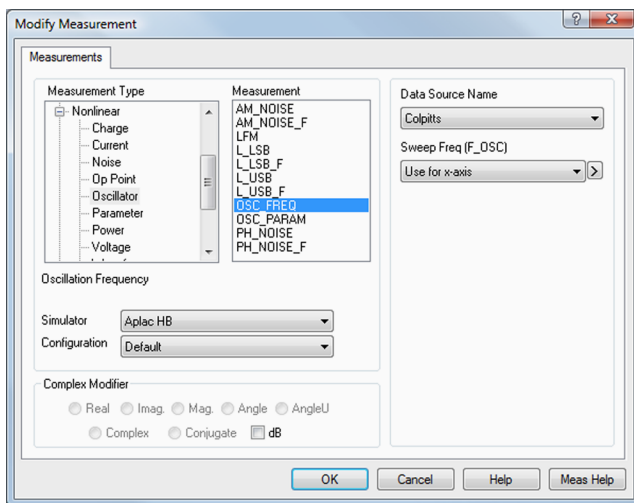 Modify Measurement
Measurements
Measurement Type
Nonlinear
Charge
Current
Noise
Op Point
Oscillator
Parameter
Power
Voltage
Measurement
AM_NOISE
AM_NOISE_F
LFM
L_LSB
L_LSB_F
L_USB
L_USB_F
OSC_FREQ
OSC_PARAM
PH_NOISE
PH_NOISE_F
Oscillation Frequency
Simulator
Aplac HB
Configuration
Default
Complex Modifier
Real
Imag.
Mag.
Angle
AngleU
Complex
Conjugate
dB
Data Source Name
Colpitts
Sweep Freq (F_OSC)
Use for x-axis
>
OK
Cancel
Help
Meas Help